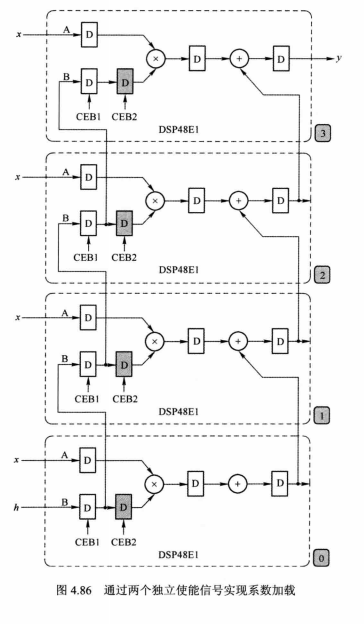 x A D × D + D y
B D D
CEB1 CEB2
DSP48E1
3
x A D × D + D
B D D
CEB1 CEB2
DSP48E1
2
x A D × D + D
B D D
CEB1 CEB2
DSP48E1
1
x A D × D + D
h B D D
CEB1 CEB2
DSP48E1
0
图 4.86 通过两个独立使能信号实现系数加载